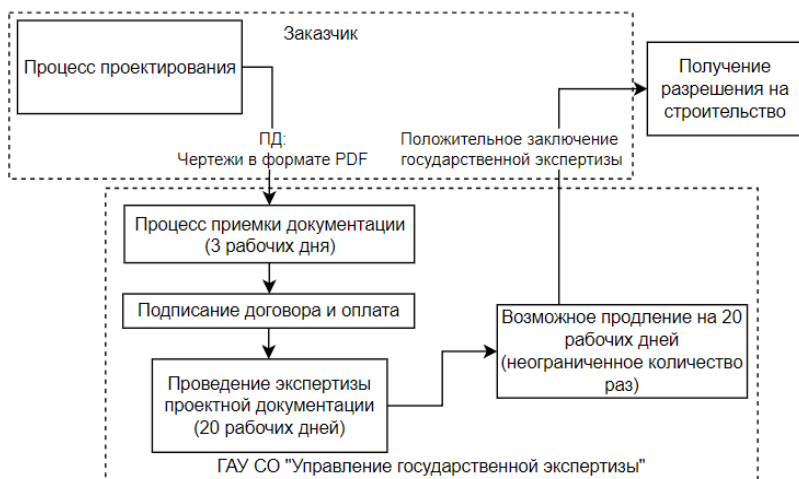 Заказчик
Процесс проектирования
Получение
разрешения на
строительство
ПД:
Чертежи в формате PDF
Положительное заключение
государственной экспертизы
Процесс приемки документации
(3 рабочих дня)
Подписание договора и оплата
Возможное продление на 20
рабочих дней
(неограниченное количество
раз)
Проведение экспертизы
проектной документации
(20 рабочих дней)
ГАУ СО "Управление государственной экспертизы"